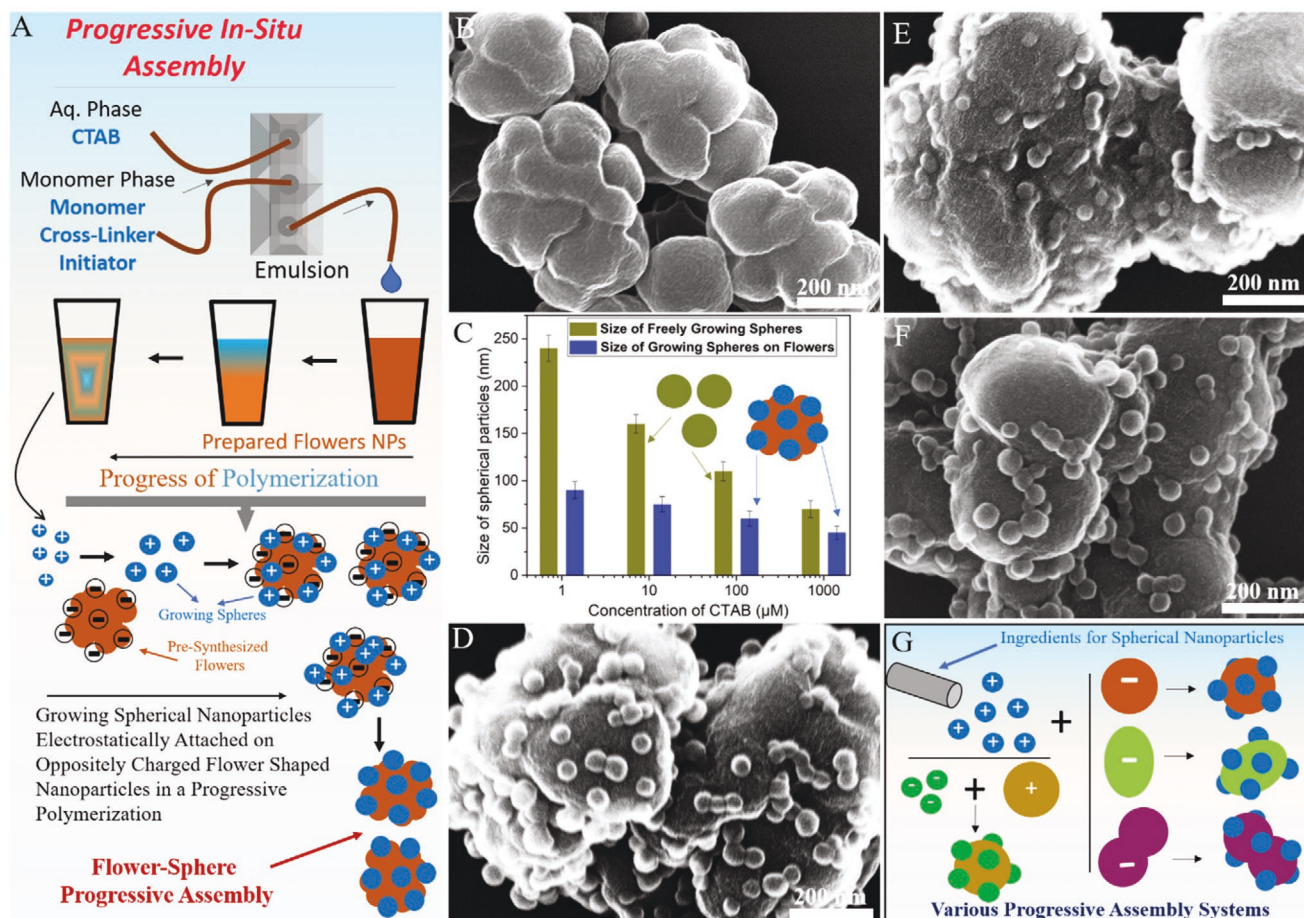 A
Progressive In-Situ
Assembly
Aq. Phase
CTAB
Monomer Phase
Monomer
Cross-Linker
Initiator
Emulsion
Prepared Flowers NPs
Progress of Polymerization
Growing Spheres
Pre-Synthesized
Flowers
Growing Spherical Nanoparticles
Electrostatically Attached on
Oppositely Charged Flower Shaped
Nanoparticles in a Progressive
Polymerization
Flower-Sphere
Progressive Assembly
B
200 nm
C
Size of Freely Growing Spheres
Size of Growing Spheres on Flowers
Size of spherical particles (nm)
250
200
150
100
50
0
1
10
100
1000
Concentration of CTAB (µM)
D
200 nm
E
200 nm
F
200 nm
G
Ingredients for Spherical Nanoparticles
Various Progressive Assembly Systems